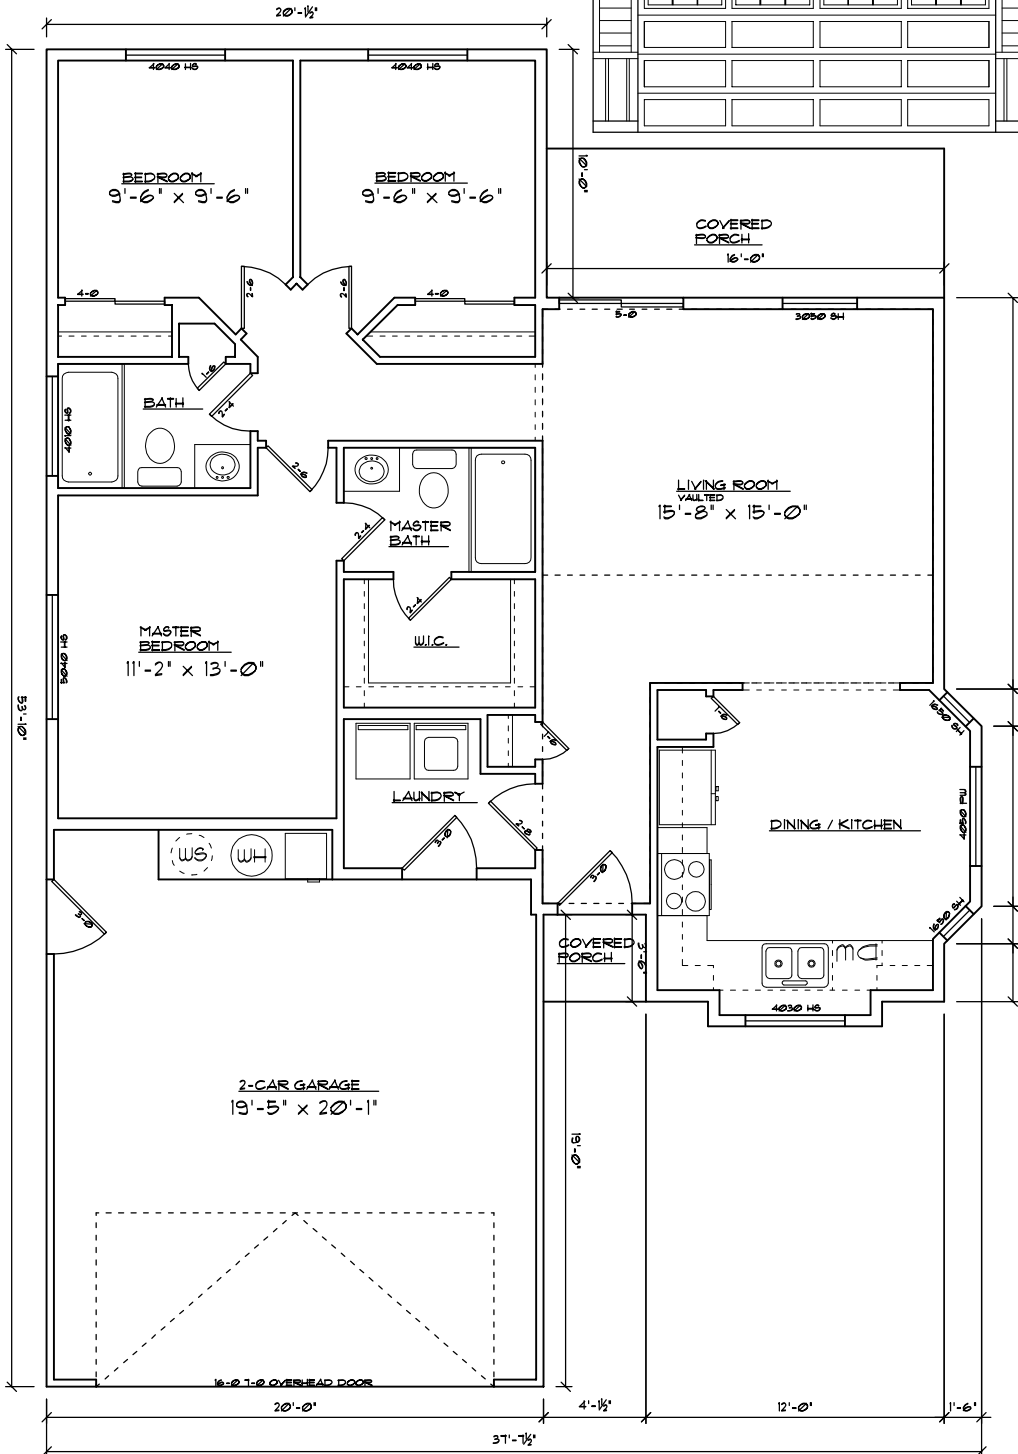 20'-½"
4040 HS
4040 HS
10'-0"
BEDROOM
9'-6" x 9'-6"
BEDROOM
9'-6" x 9'-6"
COVERED
PORCH
16'-0"
2-6
2-6
4-0
4-0
5-0
3050 SH
1-6
BATH
2-4
4010 HS
2-6
LIVING ROOM
VAULTED
15'-8" x 15'-0"
MASTER
BATH
2-4
2-4
W.I.C.
MASTER
BEDROOM
11'-2" x 13'-0"
5040 HS
53'-10"
1-6
1650 SH
1-6
LAUNDRY
2-8
3-0
DINING / KITCHEN
4050 PW
WS
WH
3-0
3-0
1650 SH
COVERED
PORCH
3'-6"
4030 HS
2-CAR GARAGE
19'-5" x 20'-1"
19'-0"
16-0 7-0 OVERHEAD DOOR
20'-0"
4'-1½"
12'-0"
1'-6"
37'-7½"